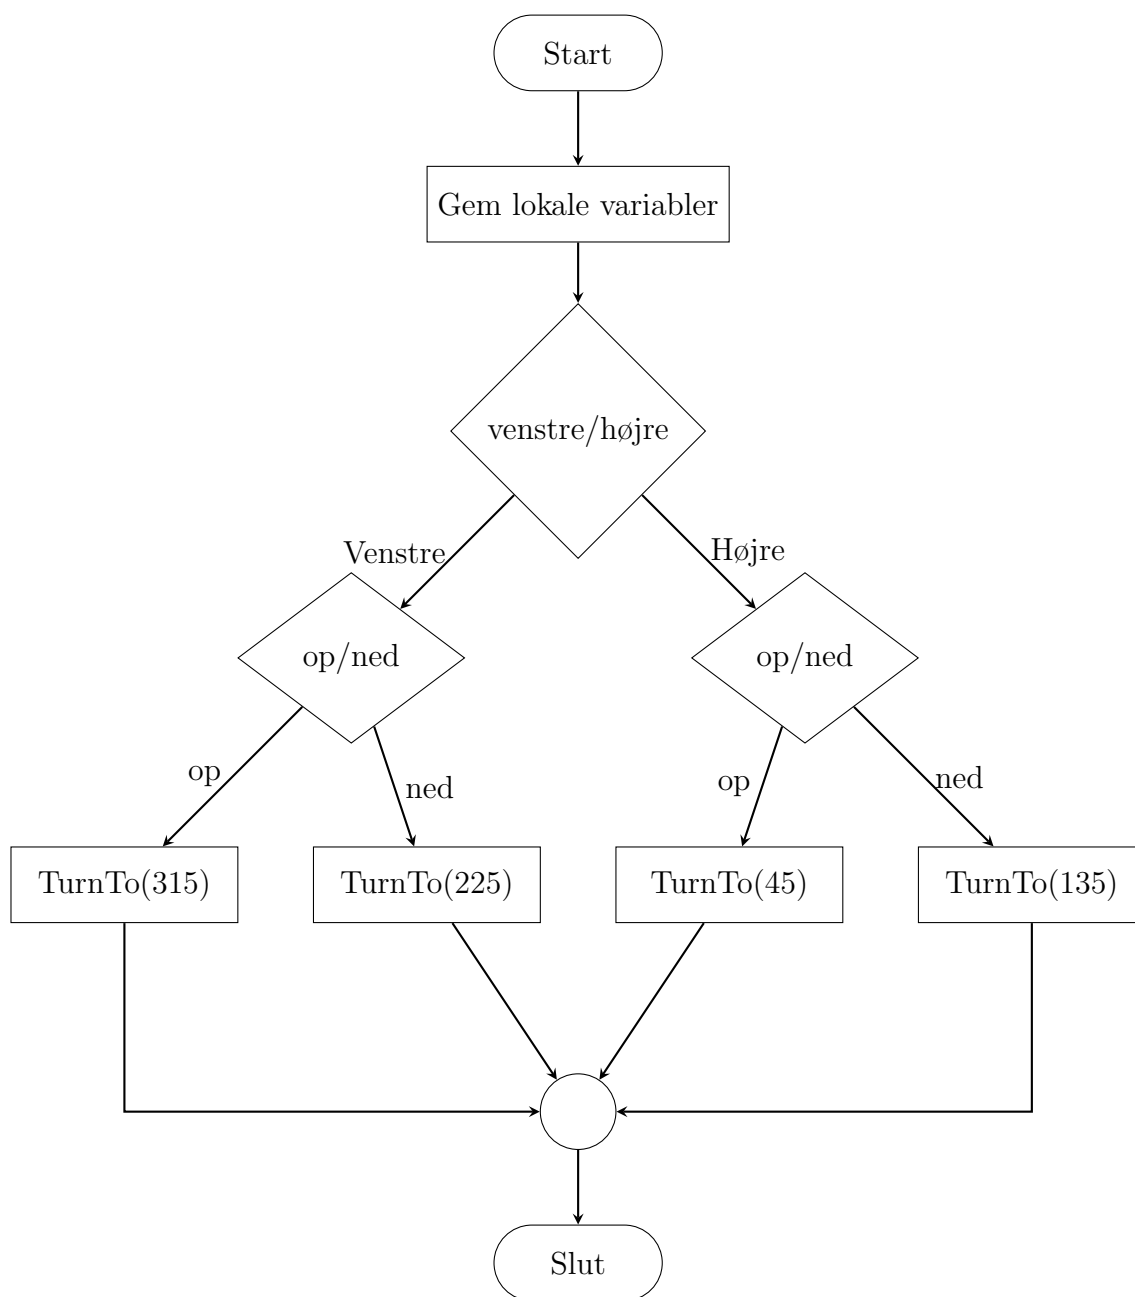 Start
Gem lokale variabler
venstre/højre
Venstre
Højre
op/ned
op/ned
op
ned
op
ned
TurnTo(315)
TurnTo(225)
TurnTo(45)
TurnTo(135)
Slut